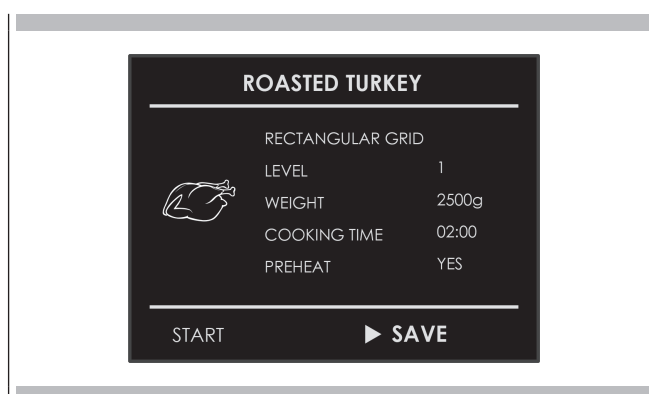 ROASTED TURKEY
RECTANGULAR GRID
LEVEL 1
WEIGHT 2500g
COOKING TIME 02:00
PREHEAT YES
START ▶ SAVE